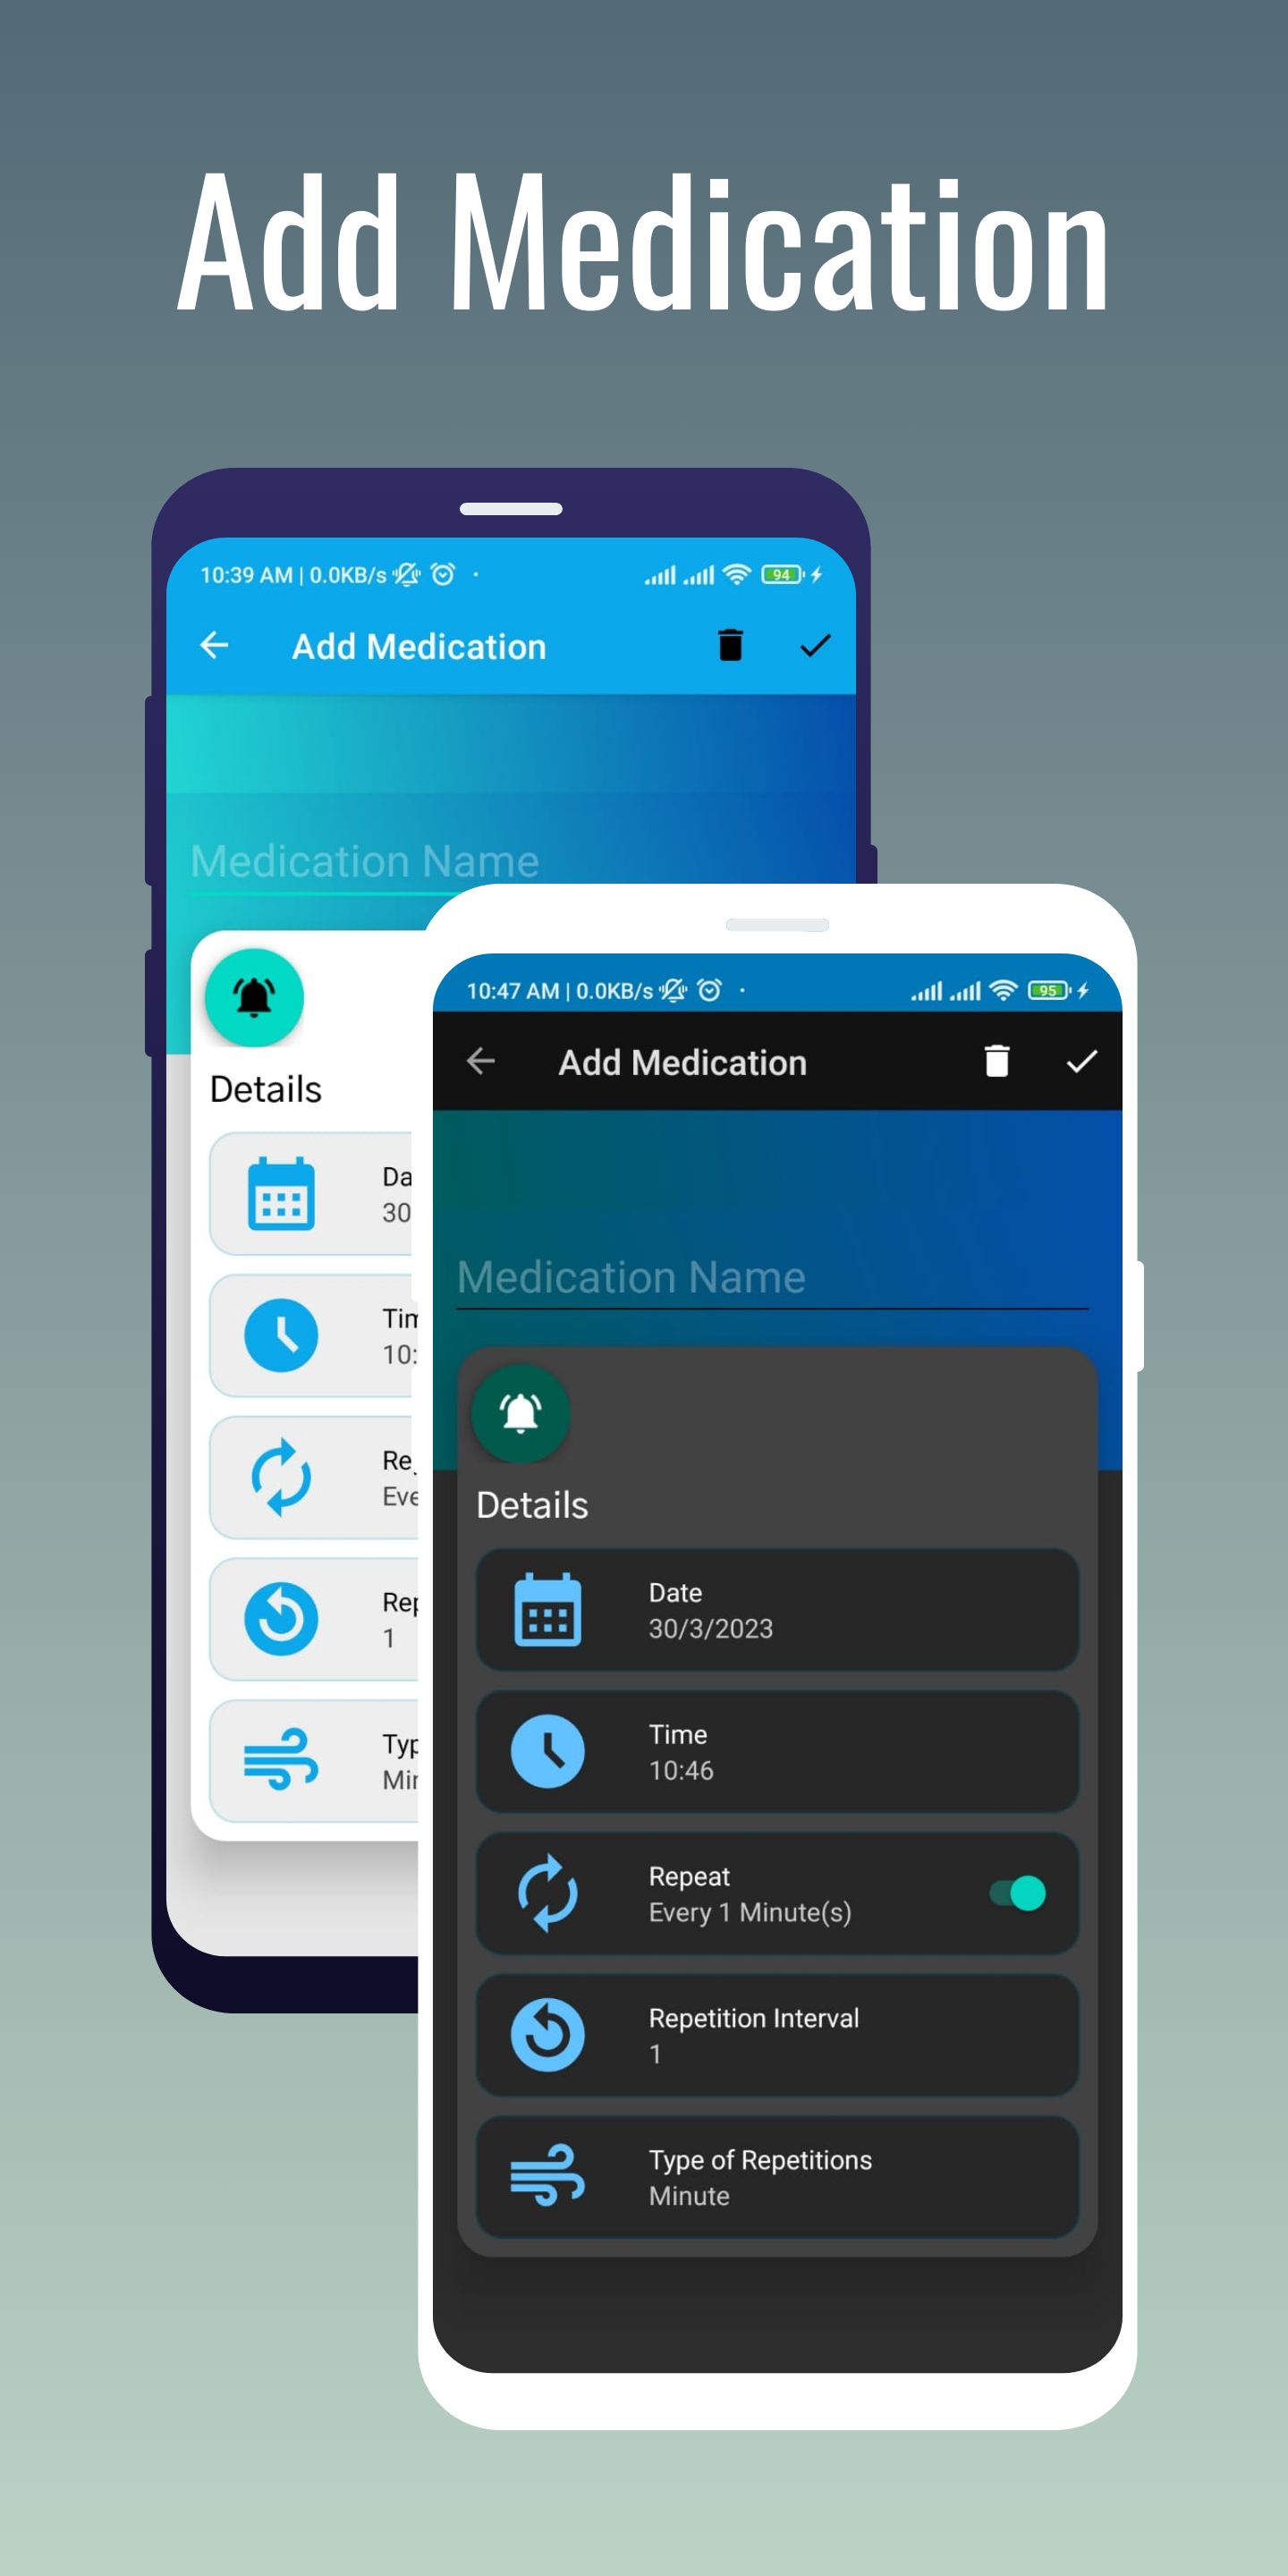 Add Medication
10:39 AM | 0.0KB/s
94
Add Medication
Medication Name
Details
Da
30
Tim
10:
Re
Eve
Rep
1
Typ
Min
10:47 AM | 0.0KB/s
95
Add Medication
Medication Name
Details
Date
30/3/2023
Time
10:46
Repeat
Every 1 Minute(s)
Repetition Interval
1
Type of Repetitions
Minute